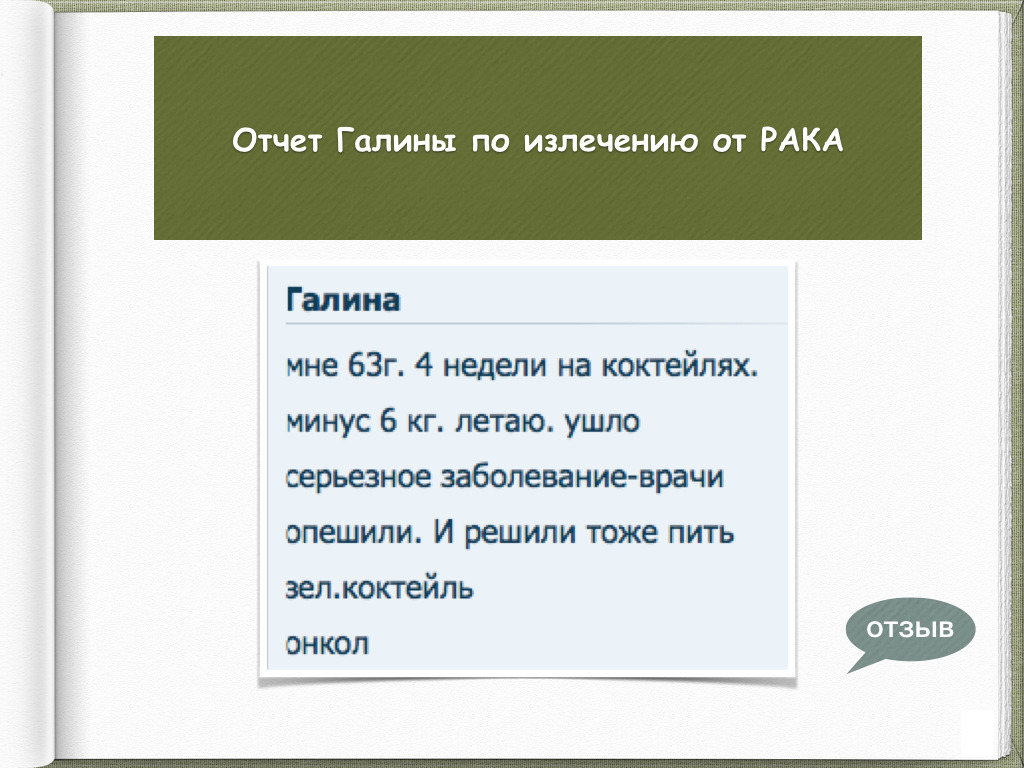 Отчет Галины по излечению от РАКА
Галина
мне 63г. 4 недели на коктейлях.
минус 6 кг. летаю. ушло
серьезное заболевание-врачи
опешили. И решили тоже пить
зел.коктейль
онкол
ОТЗЫВ